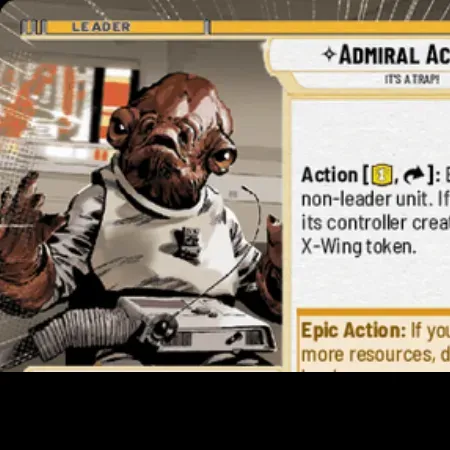 LEADER
ADMIRAL AC
IT'S A TRAP!
Action [1, ]:
non-leader unit. If
its controller creat
X-Wing token.
Epic Action: If you
more resources, d